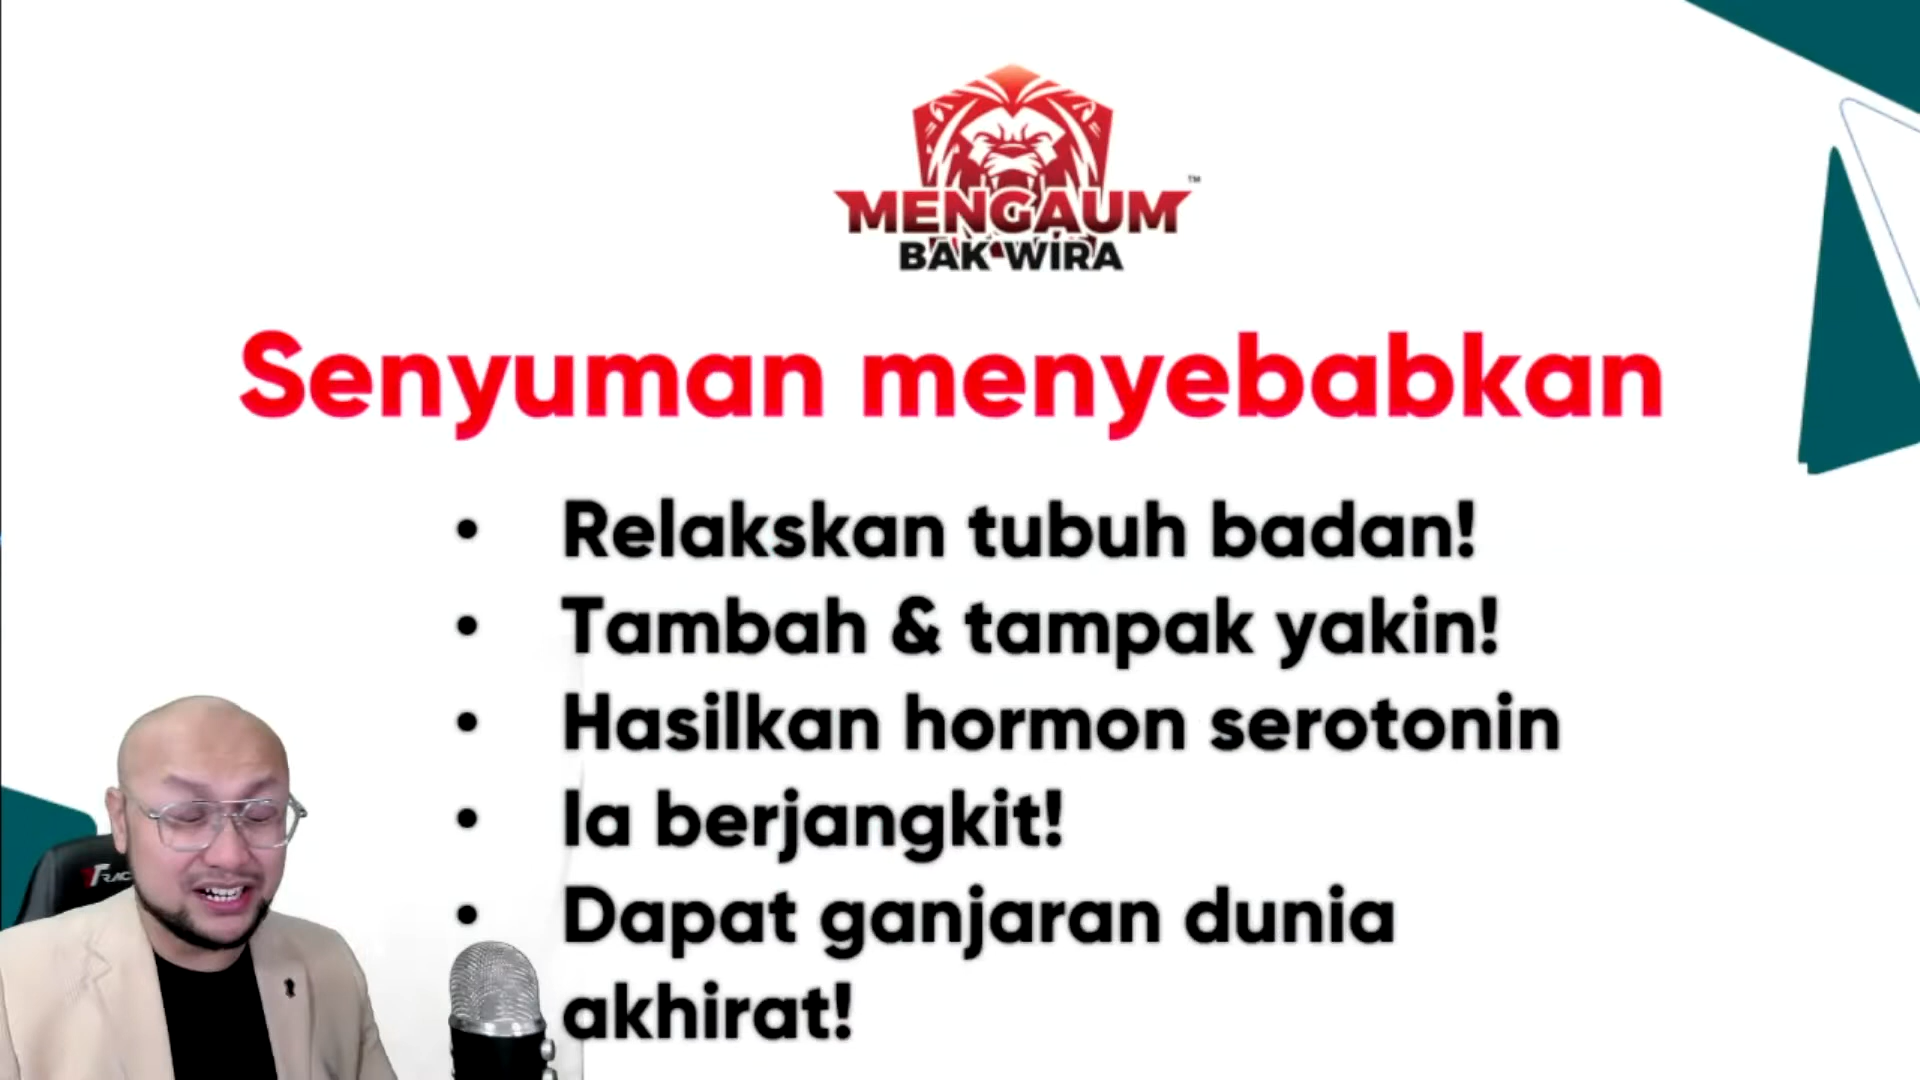 MENGAUM™
BAK WIRA
Senyuman menyebabkan
• Relakskan tubuh badan!
• Tambah & tampak yakin!
• Hasilkan hormon serotonin
• Ia berjangkit!
• Dapat ganjaran dunia
akhirat!